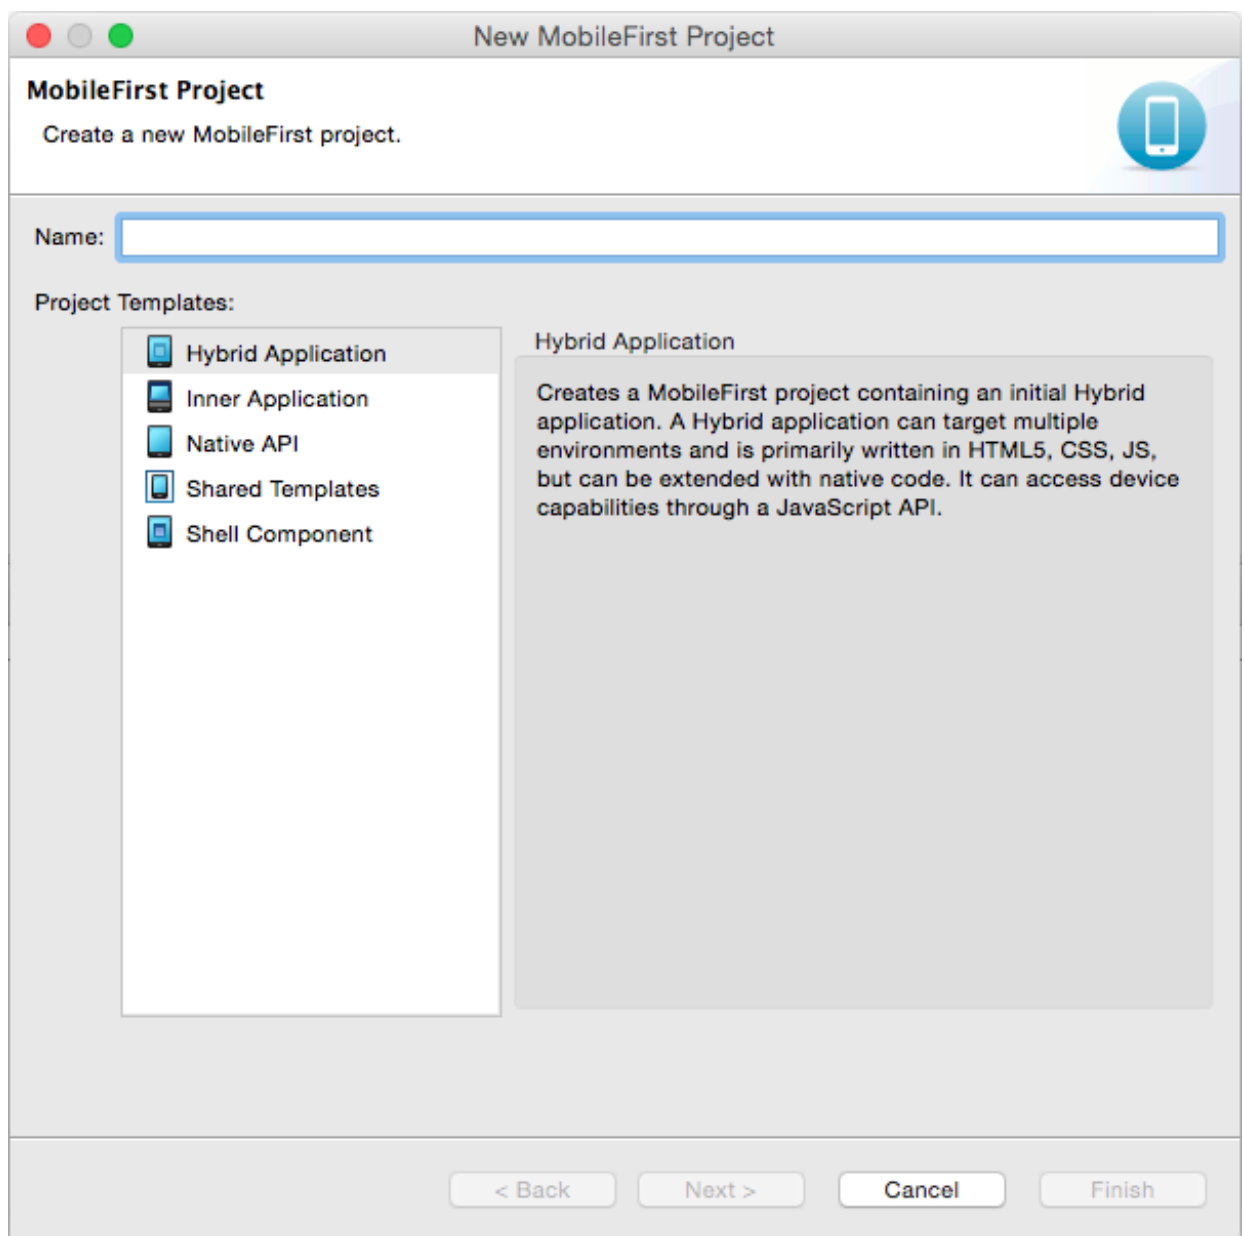 New MobileFirst Project
MobileFirst Project
Create a new MobileFirst project.
Name:
Project Templates:
Hybrid Application
Inner Application
Native API
Shared Templates
Shell Component
Hybrid Application
Creates a MobileFirst project containing an initial Hybrid
application. A Hybrid application can target multiple
environments and is primarily written in HTML5, CSS, JS,
but can be extended with native code. It can access device
capabilities through a JavaScript API.
< Back
Next >
Cancel
Finish